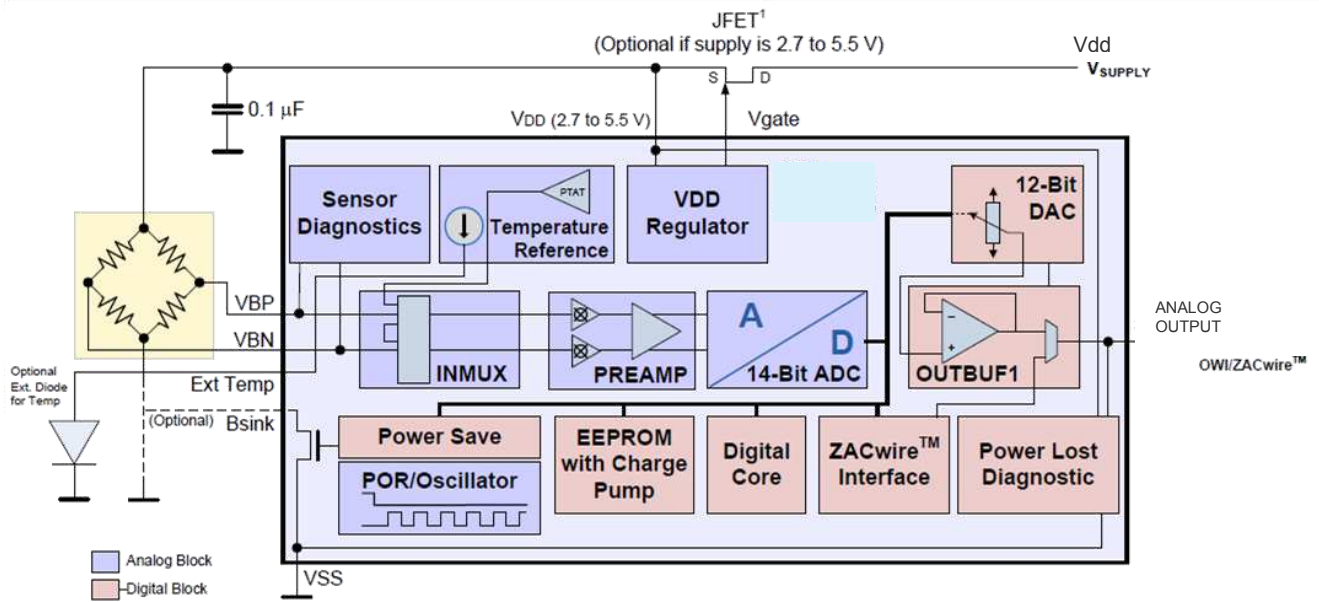 JFET1
(Optional if supply is 2.7 to 5.5 V)
Vdd
VSUPPLY
S
D
0.1 µF
VDD (2.7 to 5.5 V)
Vgate
Sensor
Diagnostics
PTAT
Temperature
Reference
VDD
Regulator
12-Bit
DAC
VBP
VBN
INMUX
PREAMP
A
D
14-Bit ADC
OUTBUF1
ANALOG
OUTPUT
OWI/ZACwire™
Optional
Ext. Diode
for Temp
Ext Temp
(Optional)
Bsink
Power Save
POR/Oscillator
EEPROM
with Charge
Pump
Digital
Core
ZACwire™
Interface
Power Lost
Diagnostic
Analog Block
Digital Block
VSS